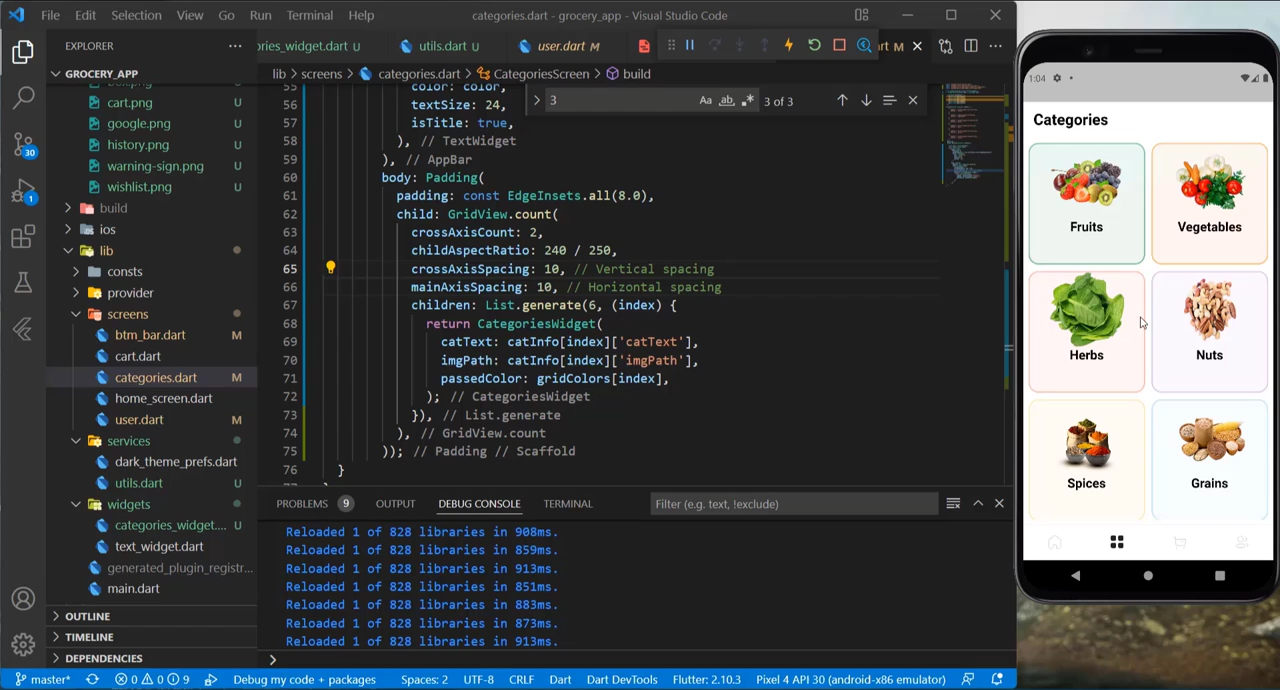 File Edit Selection View Go Run Terminal Help
categories.dart - grocery_app - Visual Studio Code
EXPLORER
ories_widget.dart U
utils.dart U
user.dart M
art M
GROCERY_APP
cart.png U
google.png U
history.png U
warning-sign.png U
wishlist.png U
build
ios
lib
consts
provider
screens
btm_bar.dart M
cart.dart
categories.dart M
home_screen.dart
user.dart M
services
dark_theme_prefs.dart
utils.dart U
widgets
categories_widget.... U
text_widget.dart
generated_plugin_registr...
main.dart
OUTLINE
TIMELINE
DEPENDENCIES
30
1
lib > screens > categories.dart > CategoriesScreen > build
3
Aa ab
3 of 3
55 color: color,
56 textSize: 24,
57 isTitle: true,
58 ), // TextWidget
59 ), // AppBar
60 body: Padding(
61 padding: const EdgeInsets.all(8.0),
62 child: GridView.count(
63 crossAxisCount: 2,
64 childAspectRatio: 240 / 250,
65 crossAxisSpacing: 10, // Vertical spacing
66 mainAxisSpacing: 10, // Horizontal spacing
67 children: List.generate(6, (index) {
68 return CategoriesWidget(
69 catText: catInfo[index]['catText'],
70 imgPath: catInfo[index]['imgPath'],
71 passedColor: gridColors[index],
72 ); // CategoriesWidget
73 }), // List.generate
74 ), // GridView.count
75 )); // Padding // Scaffold
76 }
PROBLEMS 9 OUTPUT DEBUG CONSOLE TERMINAL
Filter (e.g. text, !exclude)
Reloaded 1 of 828 libraries in 908ms.
Reloaded 1 of 828 libraries in 859ms.
Reloaded 1 of 828 libraries in 913ms.
Reloaded 1 of 828 libraries in 851ms.
Reloaded 1 of 828 libraries in 883ms.
Reloaded 1 of 828 libraries in 873ms.
Reloaded 1 of 828 libraries in 913ms.
master* 0 0 9 Debug my code + packages Spaces: 2 UTF-8 CRLF Dart Dart DevTools Flutter: 2.10.3 Pixel 4 API 30 (android-x86 emulator)
1:04
Categories
Fruits
Vegetables
Herbs
Nuts
Spices
Grains